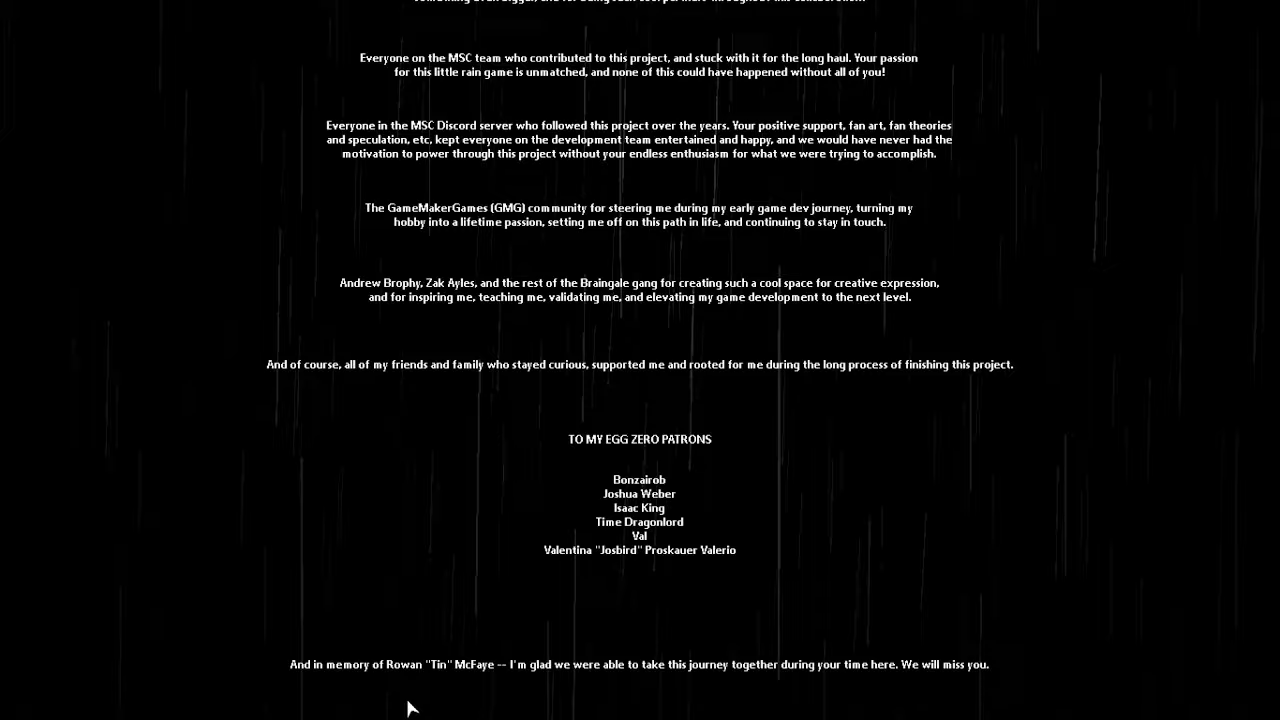 Everyone on the MSC team who contributed to this project, and stuck with it for the long haul. Your passion
for this little rain game is unmatched, and none of this could have happened without all of you!
Everyone in the MSC Discord server who followed this project over the years. Your positive support, fan art, fan theories
and speculation, etc, kept everyone on the development team entertained and happy, and we would have never had the
motivation to power through this project without your endless enthusiasm for what we were trying to accomplish.
The GameMakerGames (GMG) community for steering me during my early game dev journey, turning my
hobby into a lifetime passion, setting me off on this path in life, and continuing to stay in touch.
Andrew Brophy, Zak Ayles, and the rest of the Braingale gang for creating such a cool space for creative expression,
and for inspiring me, teaching me, validating me, and elevating my game development to the next level.
And of course, all of my friends and family who stayed curious, supported me and rooted for me during the long process of finishing this project.
TO MY EGG ZERO PATRONS
Bonzairob
Joshua Weber
Isaac King
Time Dragonlord
Val
Valentina "Josbird" Proskauer Valerio
And in memory of Rowan "Tin" McFaye -- I'm glad we were able to take this journey together during your time here. We will miss you.